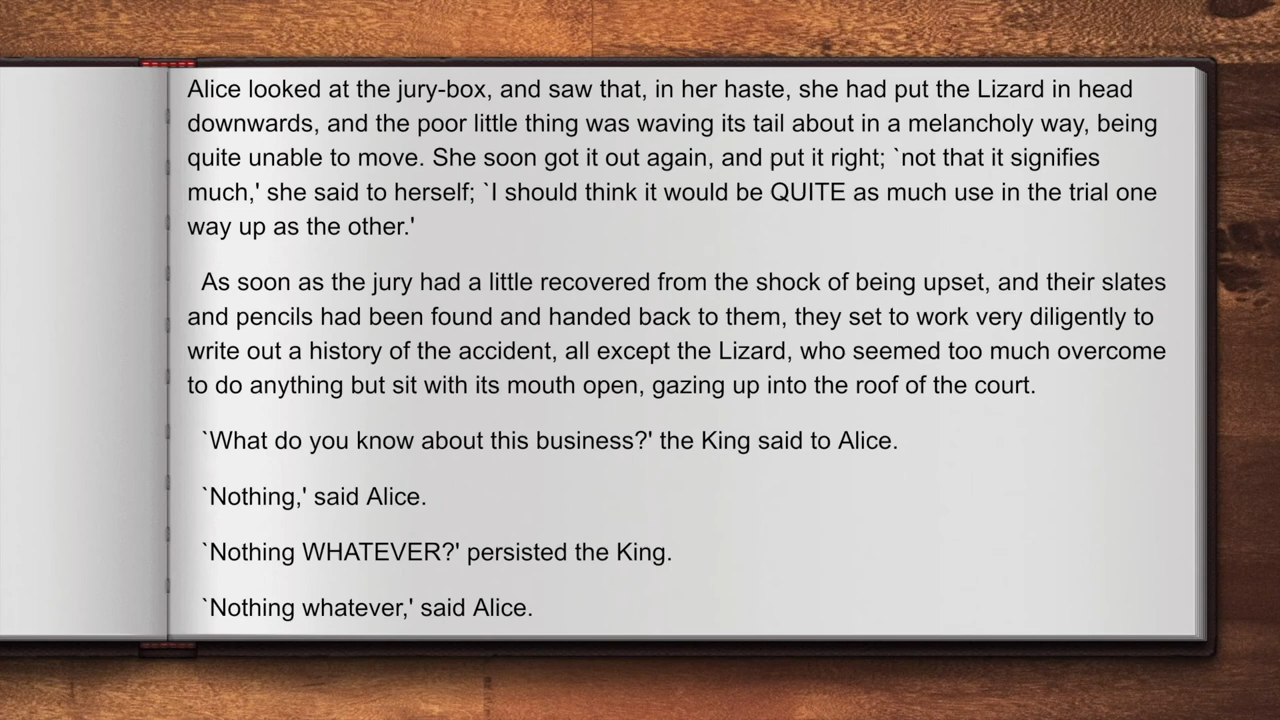 Alice looked at the jury-box, and saw that, in her haste, she had put the Lizard in head
downwards, and the poor little thing was waving its tail about in a melancholy way, being
quite unable to move. She soon got it out again, and put it right; `not that it signifies
much,' she said to herself; `I should think it would be QUITE as much use in the trial one
way up as the other.'
As soon as the jury had a little recovered from the shock of being upset, and their slates
and pencils had been found and handed back to them, they set to work very diligently to
write out a history of the accident, all except the Lizard, who seemed too much overcome
to do anything but sit with its mouth open, gazing up into the roof of the court.
`What do you know about this business?' the King said to Alice.
`Nothing,' said Alice.
`Nothing WHATEVER?' persisted the King.
`Nothing whatever,' said Alice.